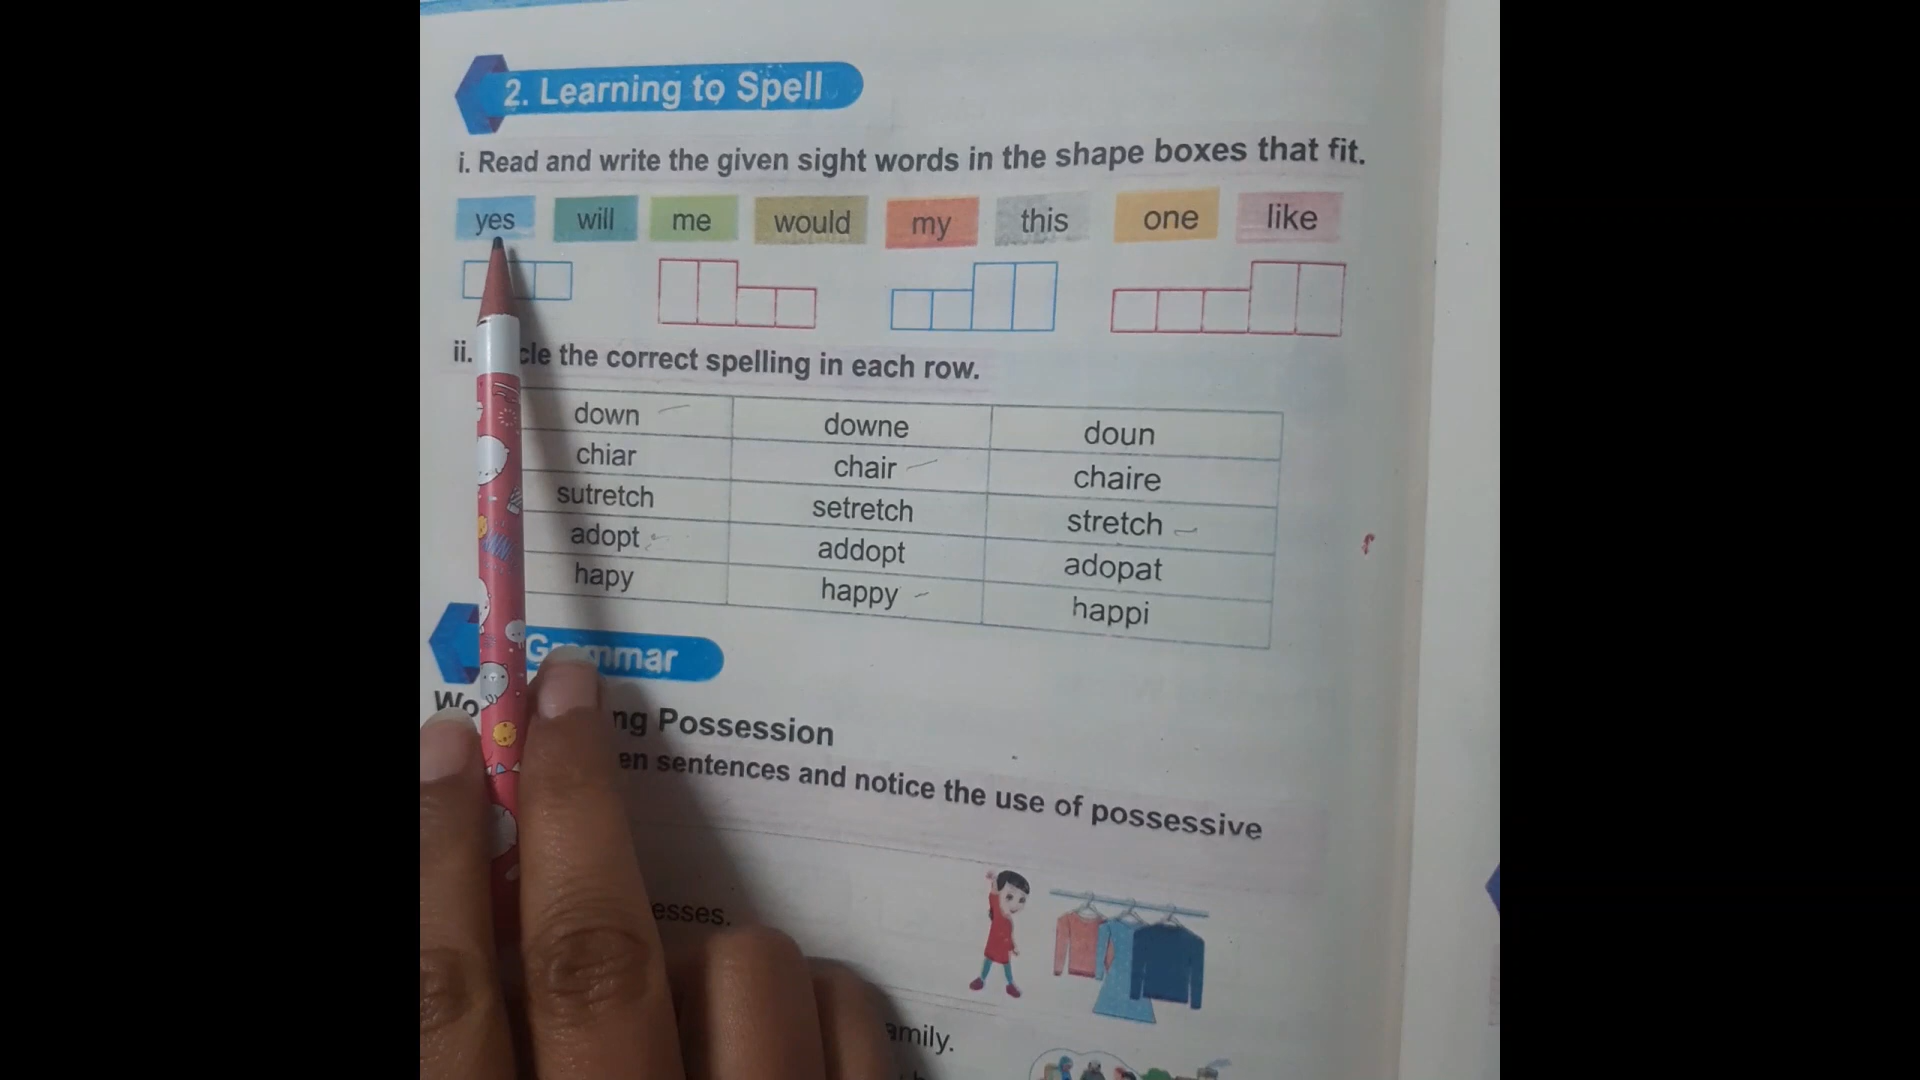 2. Learning to Spell
i. Read and write the given sight words in the shape boxes that fit.
yes will me would my this one like
ii. cle the correct spelling in each row.
down downe doun
chiar chair chaire
sutretch setretch stretch
adopt addopt adopat
hapy happy happi
Grammar
Wo ng Possession
en sentences and notice the use of possessive
esses.
amily.